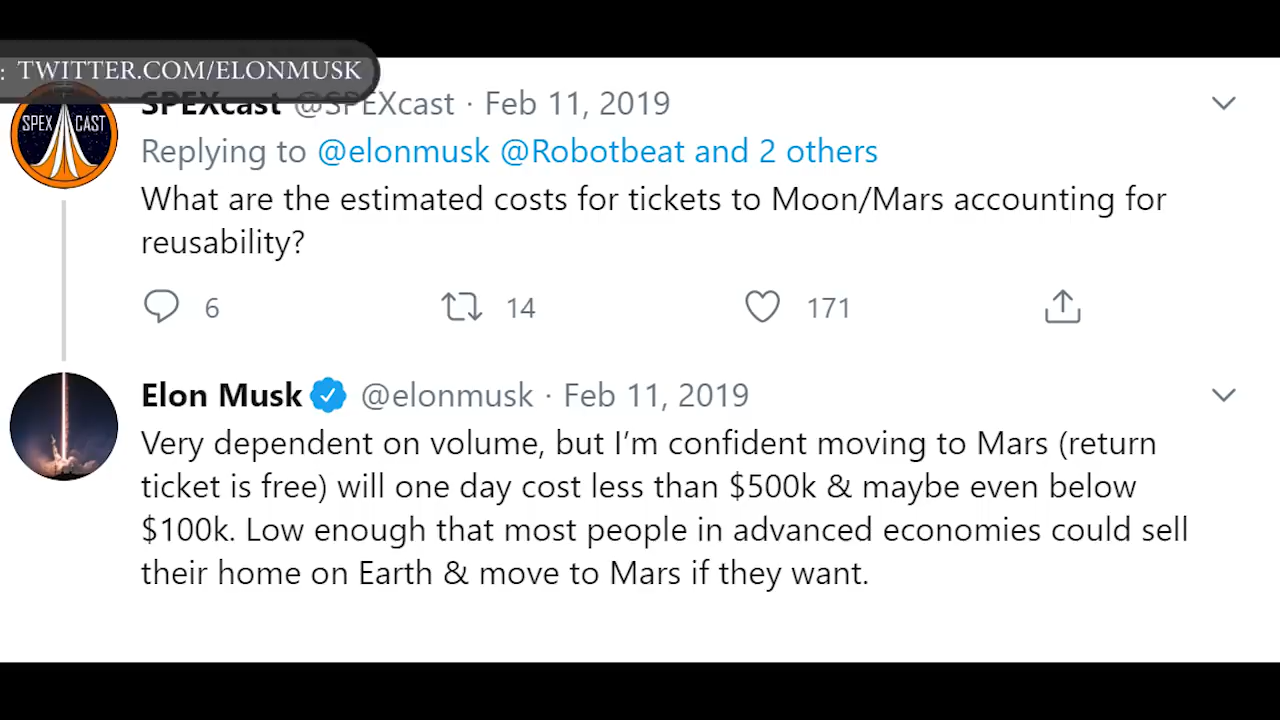 : TWITTER.COM/ELONMUSK
SPEXcast @SPEXcast · Feb 11, 2019
SPEX CAST
Replying to @elonmusk @Robotbeat and 2 others
What are the estimated costs for tickets to Moon/Mars accounting for
reusability?
6 14 171
Elon Musk @elonmusk · Feb 11, 2019
Very dependent on volume, but I’m confident moving to Mars (return
ticket is free) will one day cost less than $500k & maybe even below
$100k. Low enough that most people in advanced economies could sell
their home on Earth & move to Mars if they want.